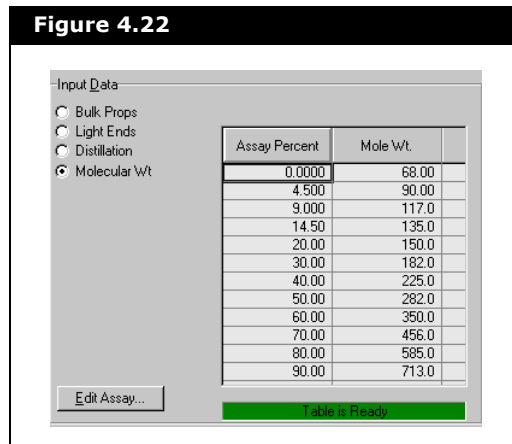 Figure 4.22
Input Data
Bulk Props
Light Ends
Distillation
Molecular Wt
Assay Percent Mole Wt.
0.0000 68.00
4.500 90.00
9.000 117.0
14.50 135.0
20.00 150.0
30.00 182.0
40.00 225.0
50.00 282.0
60.00 350.0
70.00 456.0
80.00 585.0
90.00 713.0
Edit Assay...
Table is Ready